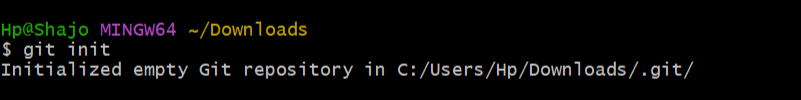 Hp@Shajo MINGW64 ~/Downloads
$ git init
Initialized empty Git repository in C:/Users/Hp/Downloads/.git/